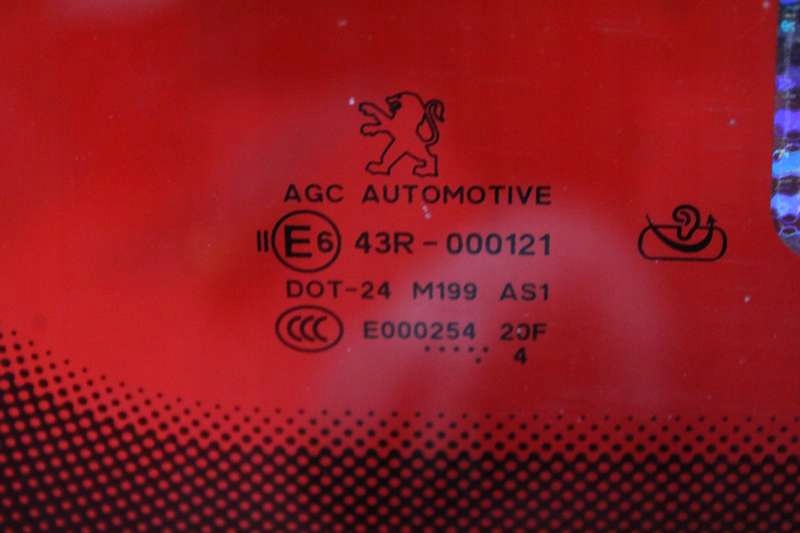 AGC AUTOMOTIVE
II E6 43R-000121
DOT-24 M199 AS1
CCC E000254 20F
4